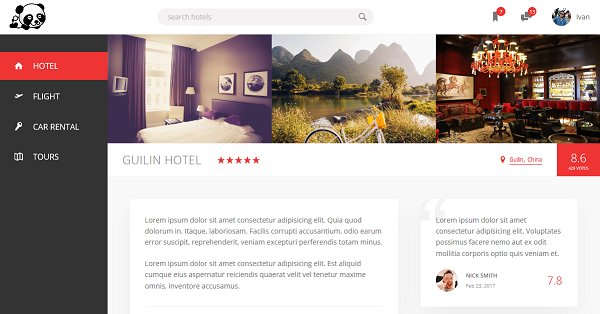 search hotels
7
13
Ivan
HOTEL
FLIGHT
CAR RENTAL
TOURS
GUILIN HOTEL
Guilin, China
8.6
429 VOTES
Lorem ipsum dolor sit amet consectetur adipisicing elit. Quia quod
dolorum in, itaque, laboriosam. Facilis corrupti accusantium, odio earum
error suscipit, reprehenderit, veniam excepturi perferendis totam minus.
Lorem ipsum dolor sit amet consectetur adipisicing elit. Est aliquid
cumque eius aspernatur reiciendis quaerat velit et tenetur maxime
omnis, inventore accusamus.
“
Lorem ipsum dolor sit amet
consectetur adipisicing elit. Voluptates
possimus facere nemo aut ex odit
mollitia corporis optio quis veniam et.
NICK SMITH
Feb 23, 2017
7.8